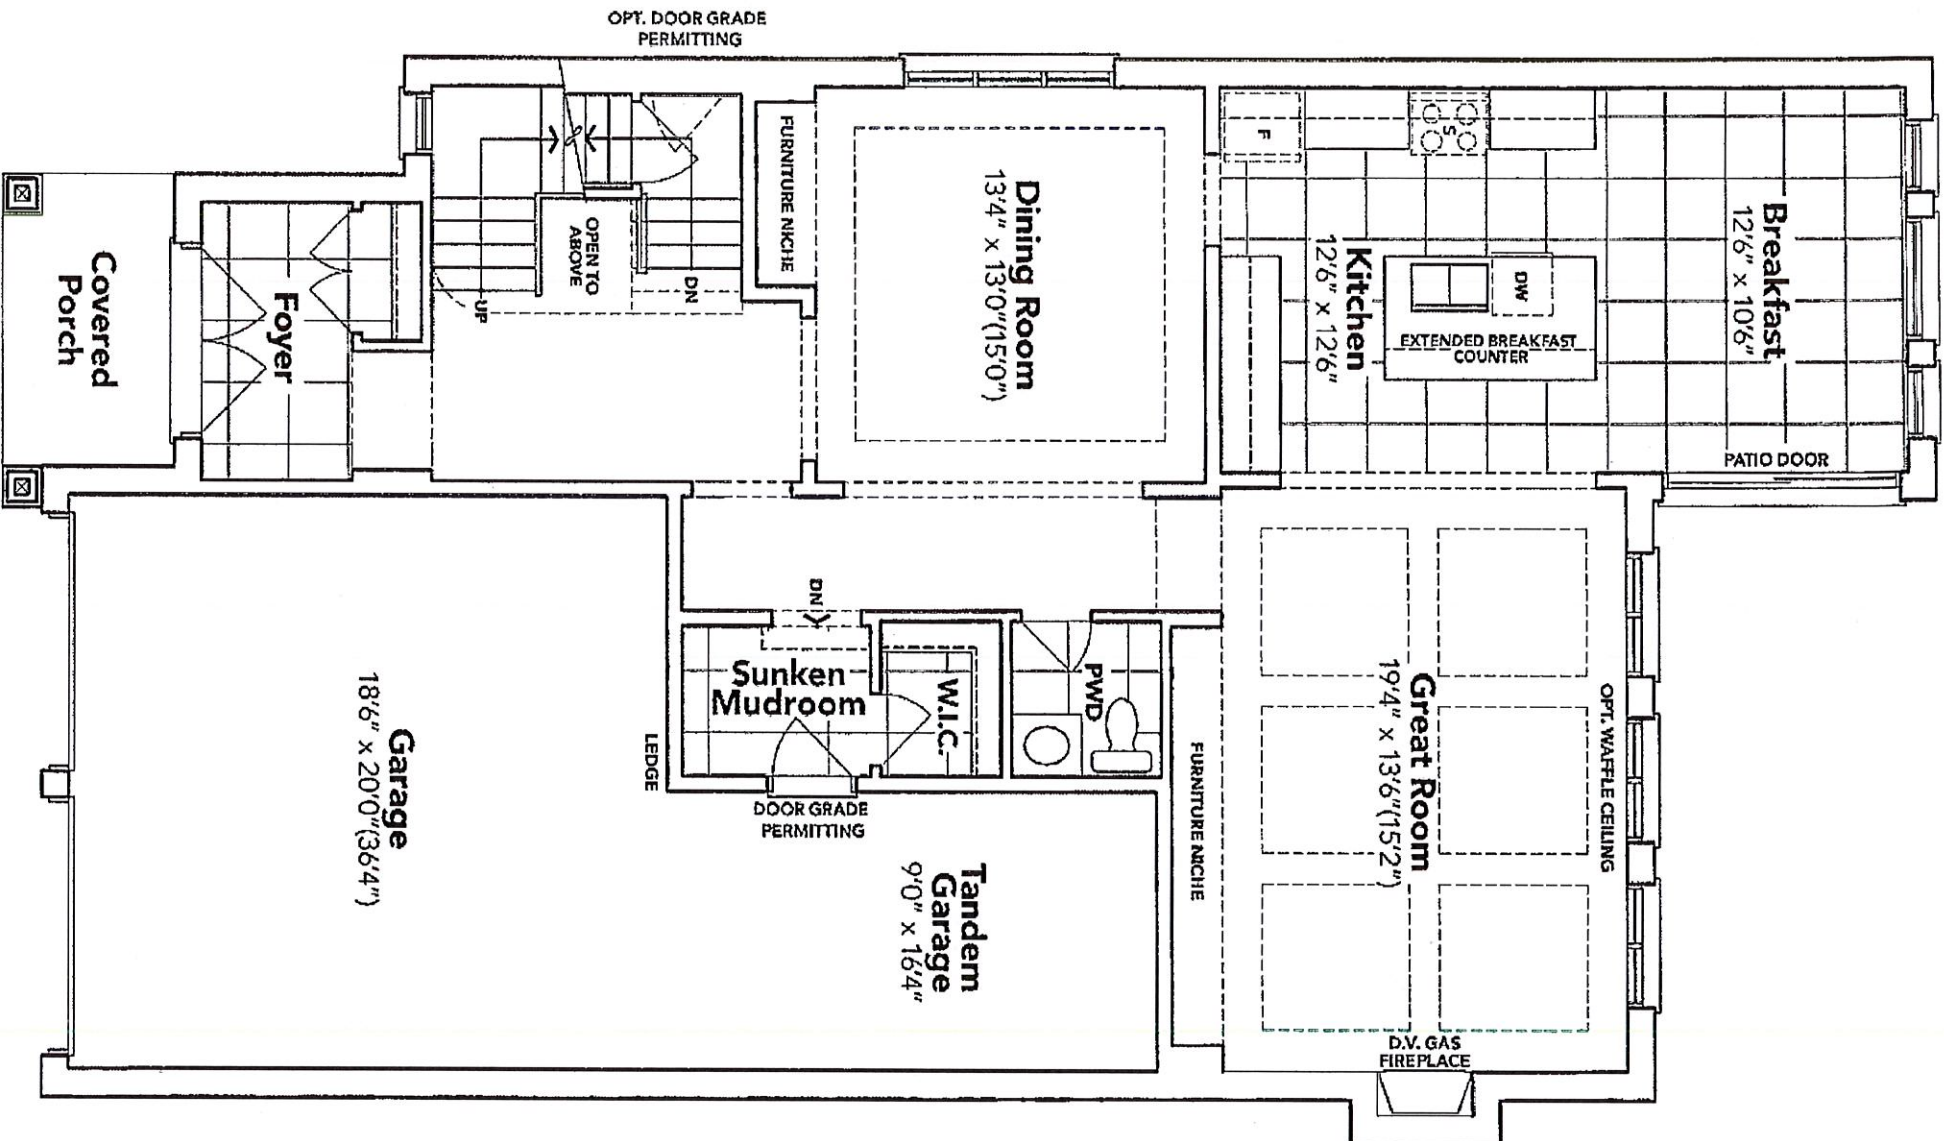 OPT. DOOR GRADE
PERMITTING
FURNITURE NICHE
Dining Room
13'4" x 13'0"(15'0")
F
S
Breakfast
12'6" x 10'6"
Kitchen
12'6" x 12'6"
DW
EXTENDED BREAKFAST
COUNTER
PATIO DOOR
OPEN TO
ABOVE
DN
UP
Foyer
Covered
Porch
DN
Sunken
Mudroom
W.I.C.
PWD
LEDGE
DOOR GRADE
PERMITTING
Garage
18'6" x 20'0"(36'4")
Tandem
Garage
9'0" x 16'4"
FURNITURE NICHE
Great Room
19'4" x 13'6"(15'2")
OPT. WAFFLE CEILING
D.V. GAS
FIREPLACE